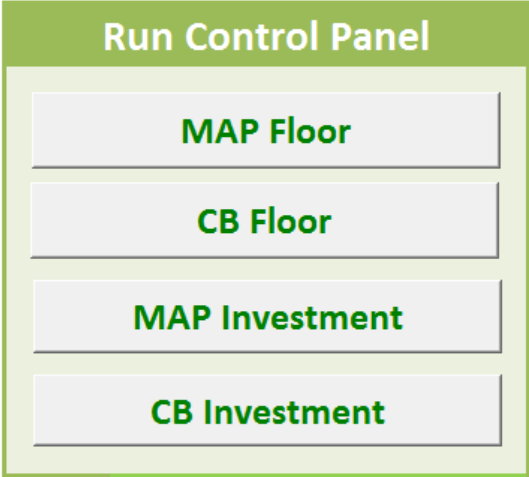 Run Control Panel
MAP Floor
CB Floor
MAP Investment
CB Investment